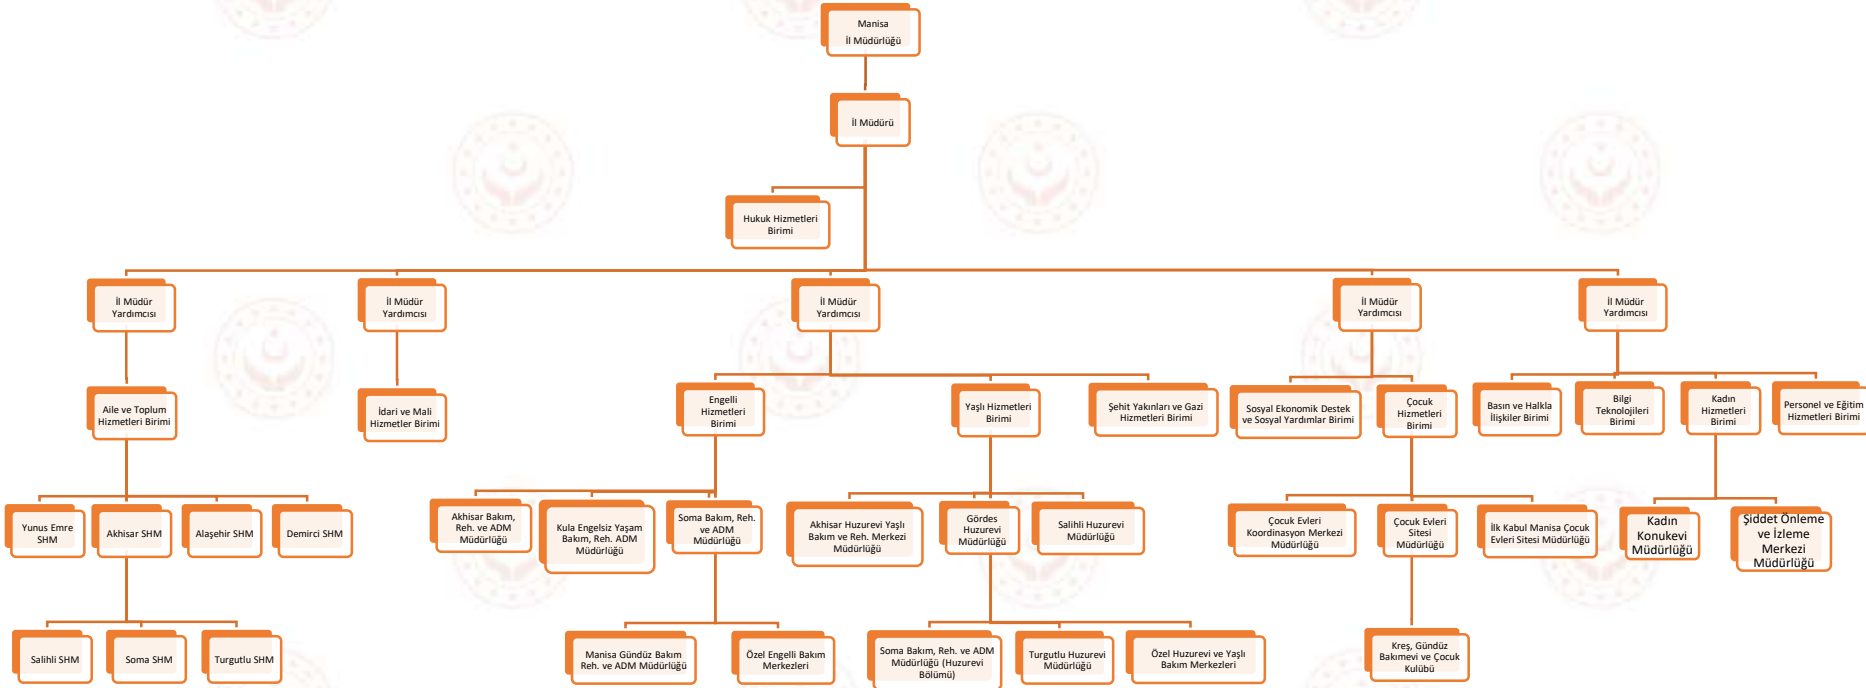 Manisa
İl Müdürlüğü
İl Müdürü
Hukuk Hizmetleri
Birimi
İl Müdür
Yardımcısı
İl Müdür
Yardımcısı
İl Müdür
Yardımcısı
İl Müdür
Yardımcısı
İl Müdür
Yardımcısı
Aile ve Toplum
Hizmetleri Birimi
İdari ve Mali
Hizmetler Birimi
Engelli
Hizmetleri
Birimi
Yaşlı Hizmetleri
Birimi
Şehit Yakınları ve Gazi
Hizmetleri Birimi
Sosyal Ekonomik Destek
ve Sosyal Yardımlar Birimi
Çocuk
Hizmetleri
Birimi
Basın ve Halkla
İlişkiler Birimi
Bilgi
Teknolojileri
Birimi
Kadın
Hizmetleri
Birimi
Personel ve Eğitim
Hizmetleri Birimi
Yunus Emre
SHM
Akhisar SHM
Alaşehir SHM
Demirci SHM
Akhisar Bakım,
Reh. ve ADM
Müdürlüğü
Kula Engelsiz Yaşam
Bakım, Reh. ADM
Müdürlüğü
Soma Bakım, Reh.
ve ADM
Müdürlüğü
Akhisar Huzurevi Yaşlı
Bakım ve Reh. Merkezi
Müdürlüğü
Gördes
Huzurevi
Müdürlüğü
Salihli Huzurevi
Müdürlüğü
Çocuk Evleri
Koordinasyon Merkezi
Müdürlüğü
Çocuk Evleri
Sitesi
Müdürlüğü
İlk Kabul Manisa Çocuk
Evleri Sitesi Müdürlüğü
Kadın
Konukevi
Müdürlüğü
Şiddet Önleme
ve İzleme
Merkezi
Müdürlüğü
Salihli SHM
Soma SHM
Turgutlu SHM
Manisa Gündüz Bakım
Reh. ve ADM Müdürlüğü
Özel Engelli Bakım
Merkezleri
Soma Bakım, Reh. ve ADM
Müdürlüğü (Huzurevi
Bölümü)
Turgutlu Huzurevi
Müdürlüğü
Özel Huzurevi ve Yaşlı
Bakım Merkezleri
Kreş, Gündüz
Bakımevi ve Çocuk
Kulübü